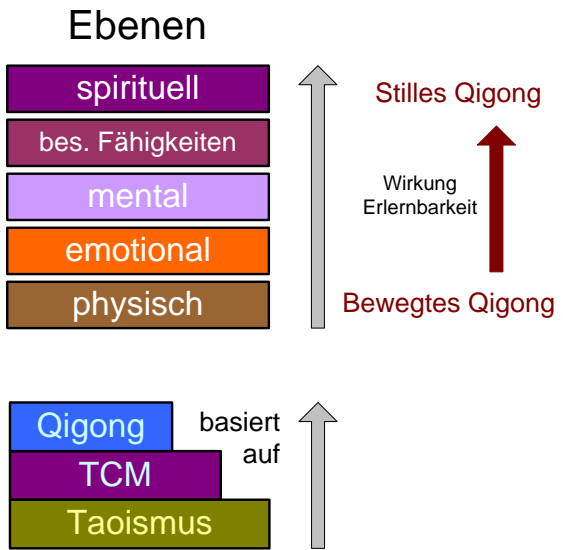 Ebenen
spirituell
bes. Fähigkeiten
mental
emotional
physisch
Stilles Qigong
Wirkung
Erlernbarkeit
Bewegtes Qigong
Qigong
TCM
Taoismus
basiert
auf